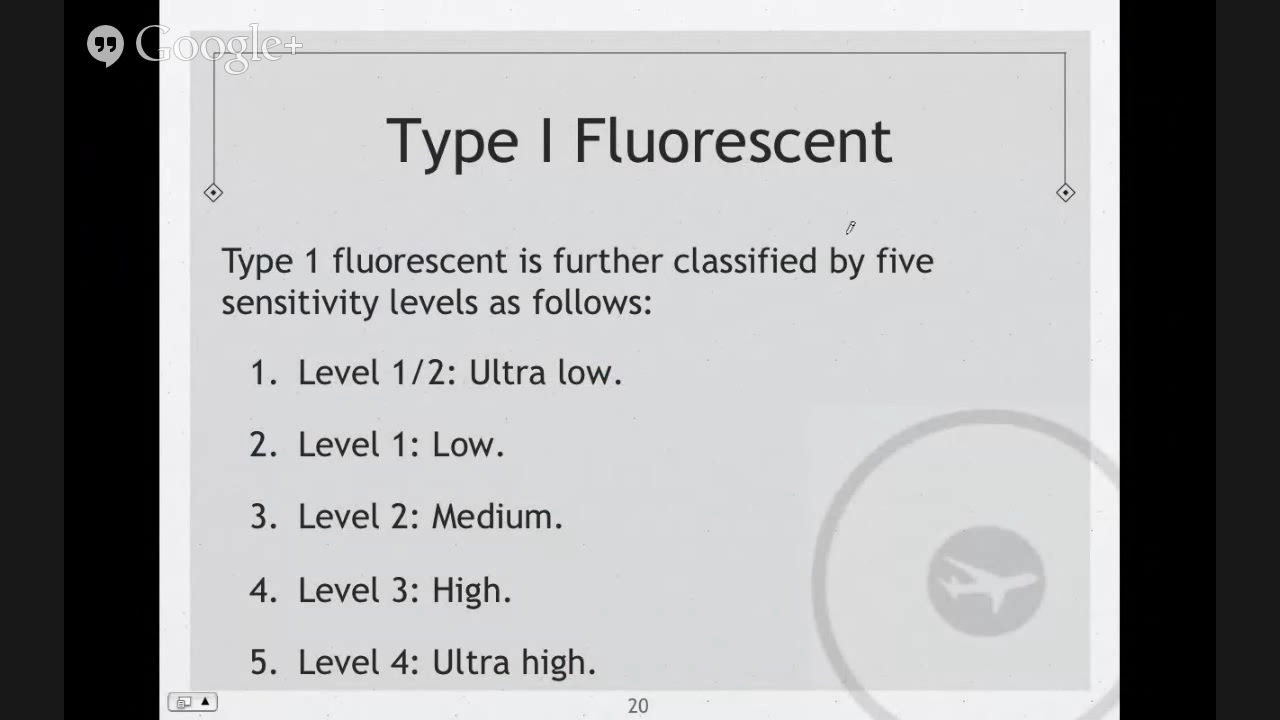 Google+
Type I Fluorescent
Type 1 fluorescent is further classified by five
sensitivity levels as follows:
1. Level 1/2: Ultra low.
2. Level 1: Low.
3. Level 2: Medium.
4. Level 3: High.
5. Level 4: Ultra high.
20